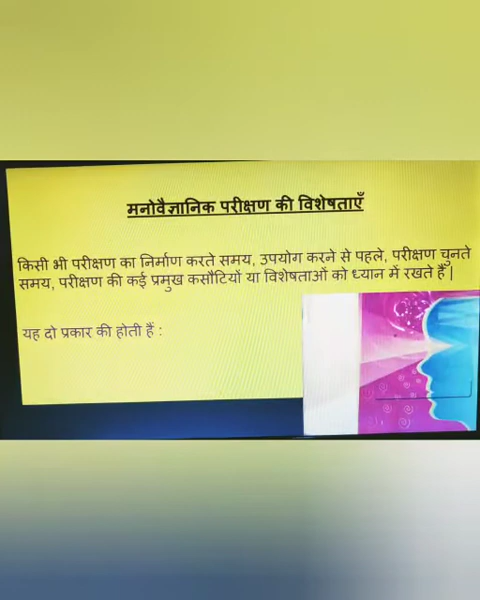 मनोवैज्ञानिक परीक्षण की विशेषताएँ
किसी भी परीक्षण का निर्माण करते समय, उपयोग करने से पहले, परीक्षण चुनते
समय, परीक्षण की कई प्रमुख कसौटियों या विशेषताओं को ध्यान में रखते हैं |
यह दो प्रकार की होती हैं :